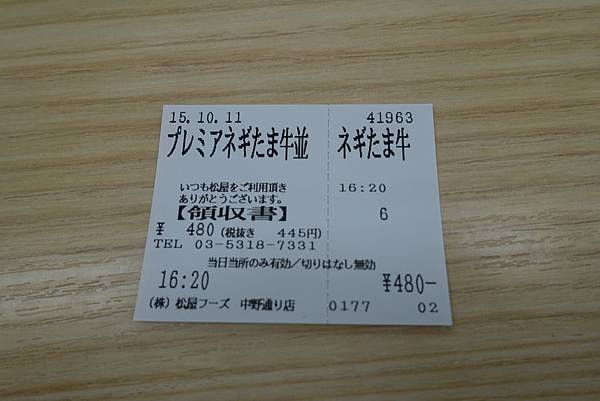 15.10.11 41963
プレミアネギたま牛並 ネギたま牛
いつも松屋をご利用頂き 16:20
ありがとうございます。
【領収書】 6
¥ 480 (税抜き 445円)
TEL 03-5318-7331
当日当所のみ有効/切りはなし無効
16:20 ¥480-
(株) 松屋フーズ 中野通り店 0177 02